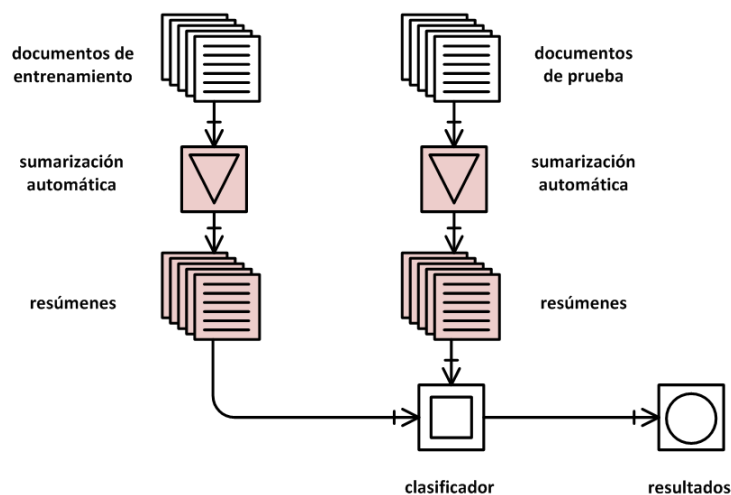 documentos de
entrenamiento
documentos
de prueba
sumarización
automática
sumarización
automática
resúmenes
resúmenes
clasificador
resultados